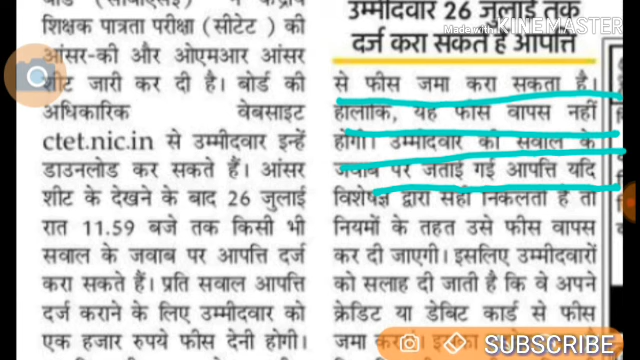 शिक्षक पात्रता परीक्षा (सीटेट) की
आंसर-की और ओएमआर आंसर
शीट जारी कर दी है। बोर्ड की
अधिकारिक वेबसाइट
ctet.nic.in से उम्मीदवार इन्हें
डाउनलोड कर सकते हैं। आंसर
शीट के देखने के बाद 26 जुलाई
रात 11.59 बजे तक किसी भी
सवाल के जवाब पर आपत्ति दर्ज
करा सकते हैं। प्रति सवाल आपत्ति
दर्ज कराने के लिए उम्मीदवार को
एक हजार रुपये फीस देनी होगी।
उम्मीदवार 26 जुलाई तक
दर्ज करा सकते हैं आपत्ति
Made with KINEMASTER
से फीस जमा करा सकता है।
हालांकि, यह फीस वापस नहीं
होगी। उम्मीदवार की सवाल के
जवाब पर जताई गई आपत्ति यदि
विशेषज्ञ द्वारा सही निकलती है तो
नियमों के तहत उसे फीस वापस
कर दी जाएगी। इसलिए उम्मीदवारों
को सलाह दी जाती है कि वे अपने
क्रेडिट या डेबिट कार्ड से फीस
जमा
SUBSCRIBE